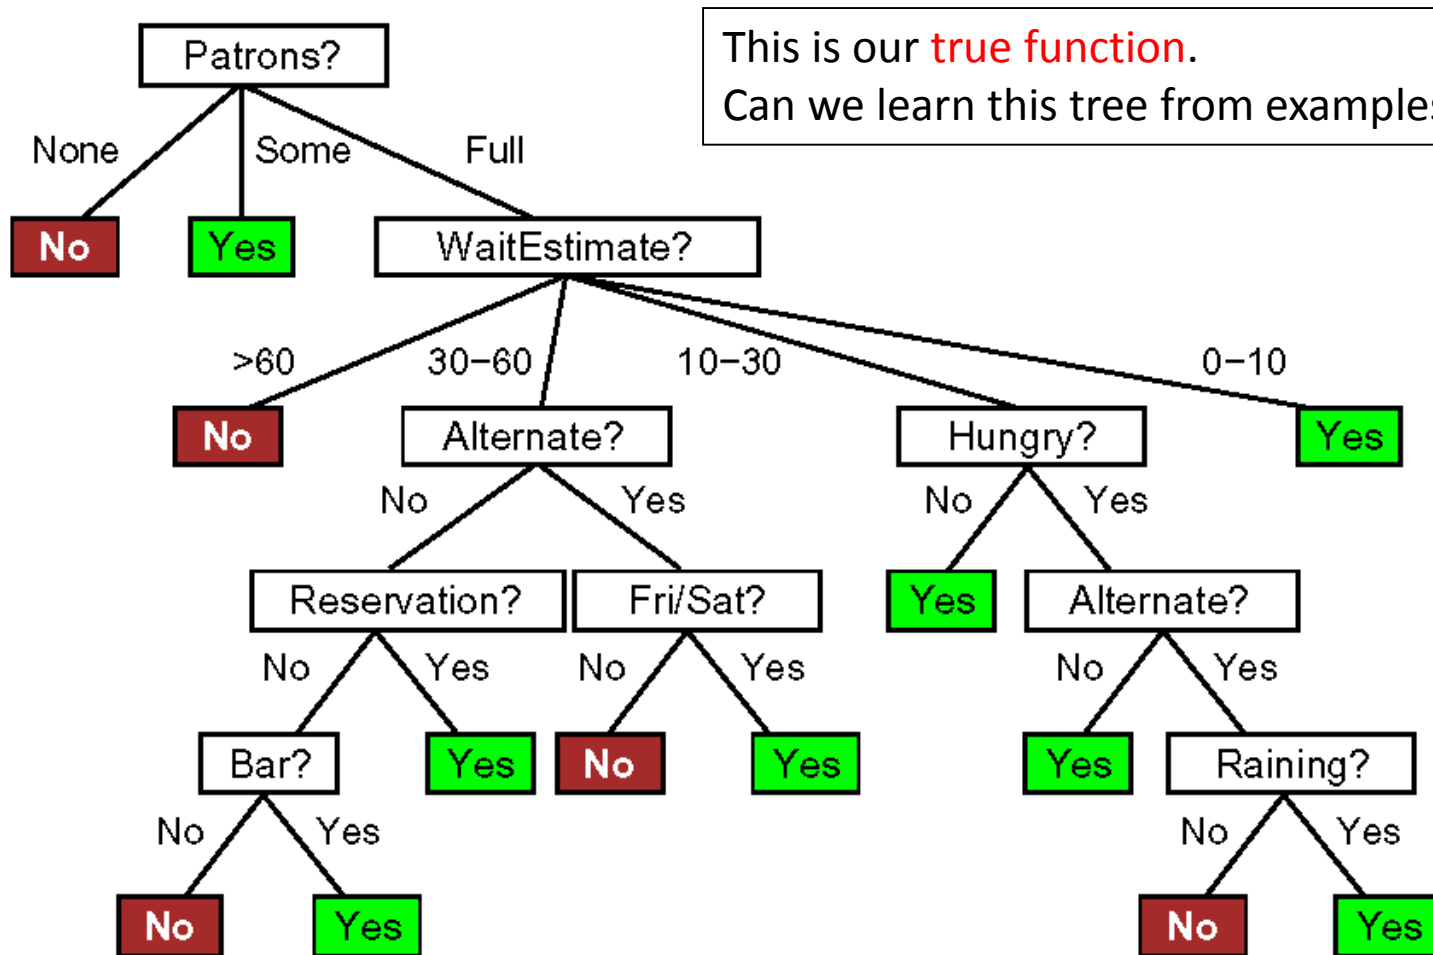 Patrons?
This is our true function.
Can we learn this tree from examples
None Some Full
No Yes WaitEstimate?
>60 30−60 10−30 0−10
No Alternate? Hungry? Yes
No Yes No Yes
Reservation? Fri/Sat? Yes Alternate?
No Yes No Yes No Yes
Bar? Yes No Yes Yes Raining?
No Yes No Yes
No Yes No Yes